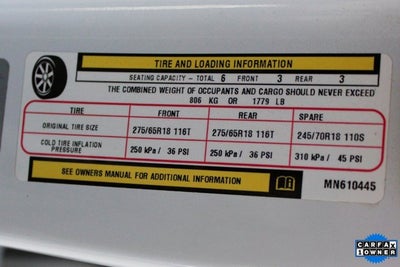 TIRE AND LOADING INFORMATION
SEATING CAPACITY - TOTAL 6 FRONT 3 REAR 3
THE COMBINED WEIGHT OF OCCUPANTS AND CARGO SHOULD NEVER EXCEED
806 KG OR 1779 LB
TIRE FRONT REAR SPARE
ORIGINAL TIRE SIZE 275/65R18 116T 275/65R18 116T 245/70R18 110S
COLD TIRE INFLATION PRESSURE 250 kPa / 36 PSI 250 kPa / 36 PSI 310 kPa / 45 PSI
SEE OWNERS MANUAL FOR ADDITIONAL INFORMATION
MN610445
CARFAX
1 OWNER